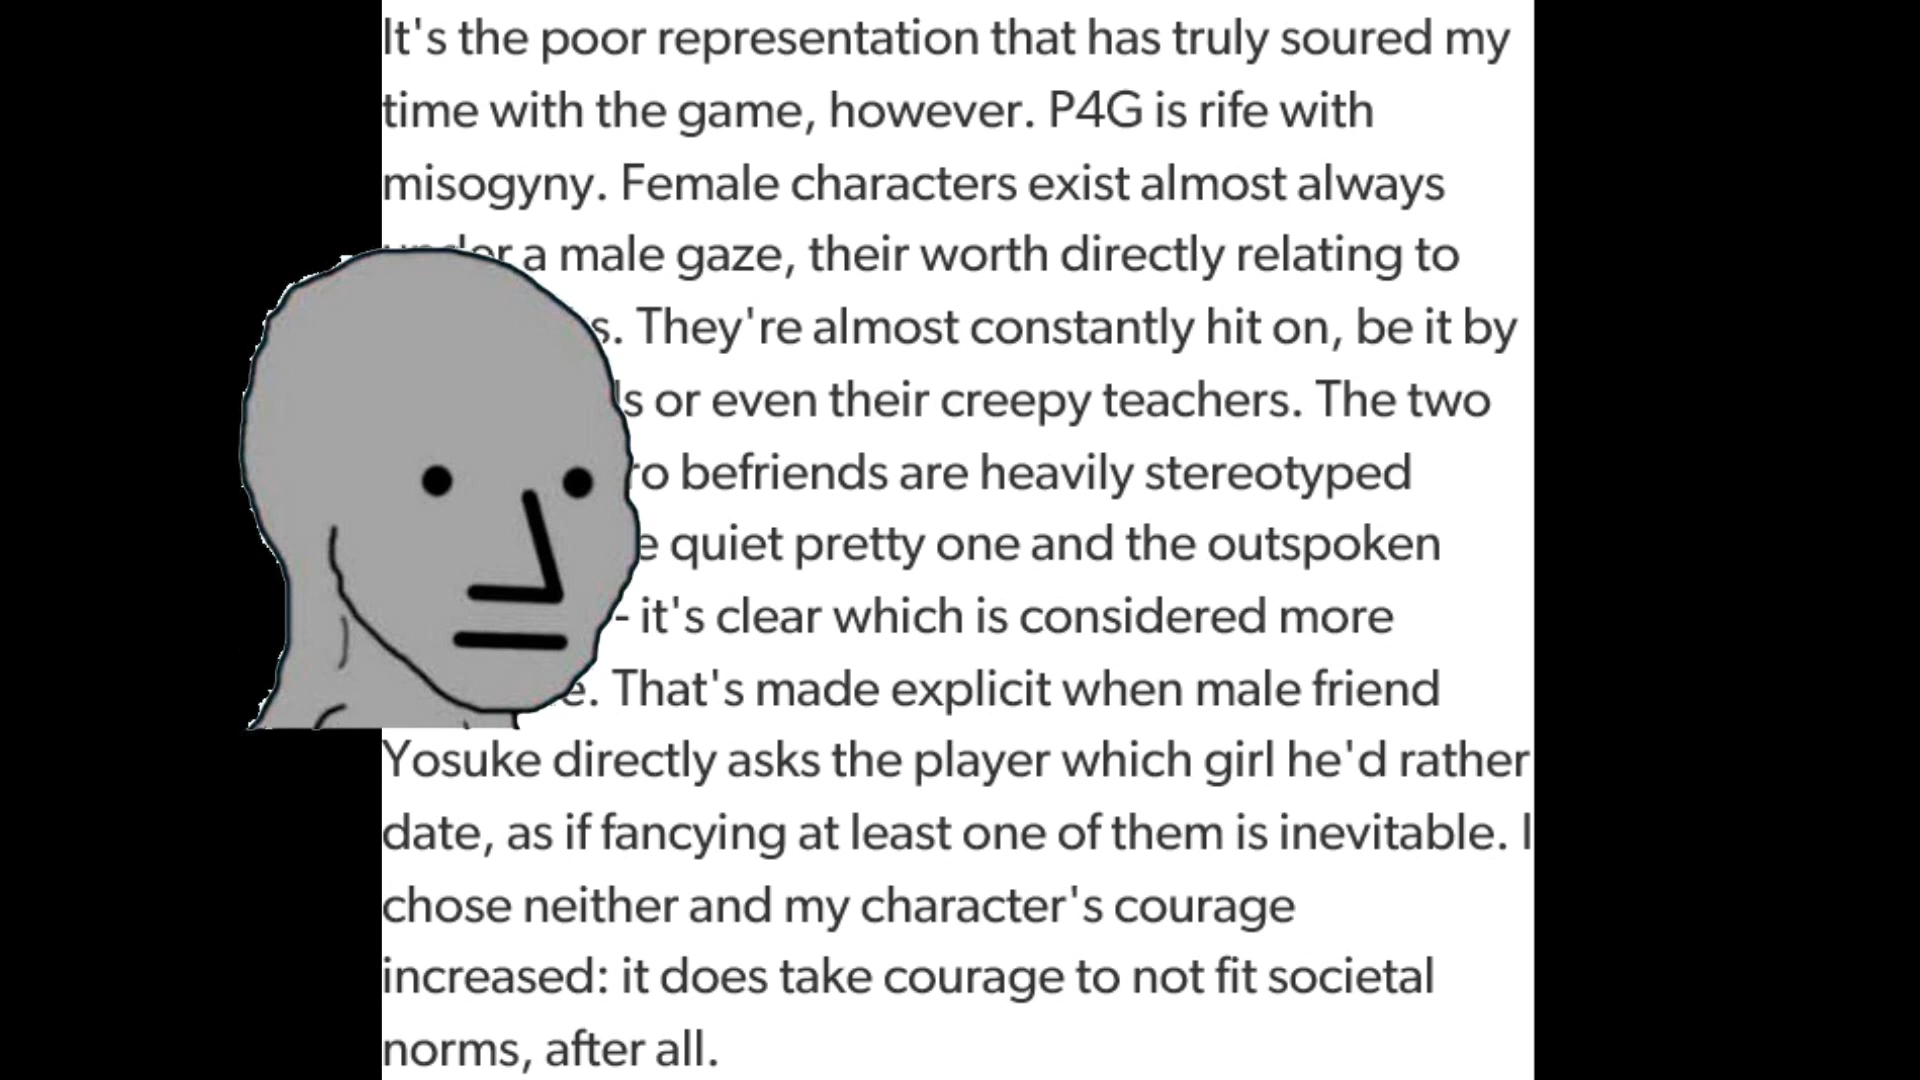 It's the poor representation that has truly soured my
time with the game, however. P4G is rife with
misogyny. Female characters exist almost always
a male gaze, their worth directly relating to
They're almost constantly hit on, be it by
or even their creepy teachers. The two
befriends are heavily stereotyped
quiet pretty one and the outspoken
- it's clear which is considered more
That's made explicit when male friend
Yosuke directly asks the player which girl he'd rather
date, as if fancying at least one of them is inevitable. I
chose neither and my character's courage
increased: it does take courage to not fit societal
norms, after all.